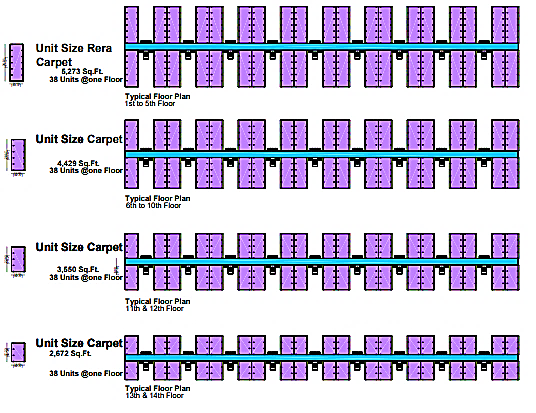 Unit Size Rera
Carpet
5,273 Sq.Ft.
38 Units @one Floor
Typical Floor Plan
1st to 5th Floor
Unit Size Carpet
4,429 Sq.Ft.
38 Units @one Floor
Typical Floor Plan
6th to 10th Floor
Unit Size Carpet
3,550 Sq.Ft.
38 Units @one Floor
Typical Floor Plan
11th & 12th Floor
Unit Size Carpet
2,672 Sq.Ft.
38 Units @one Floor
Typical Floor Plan
13th & 14th Floor